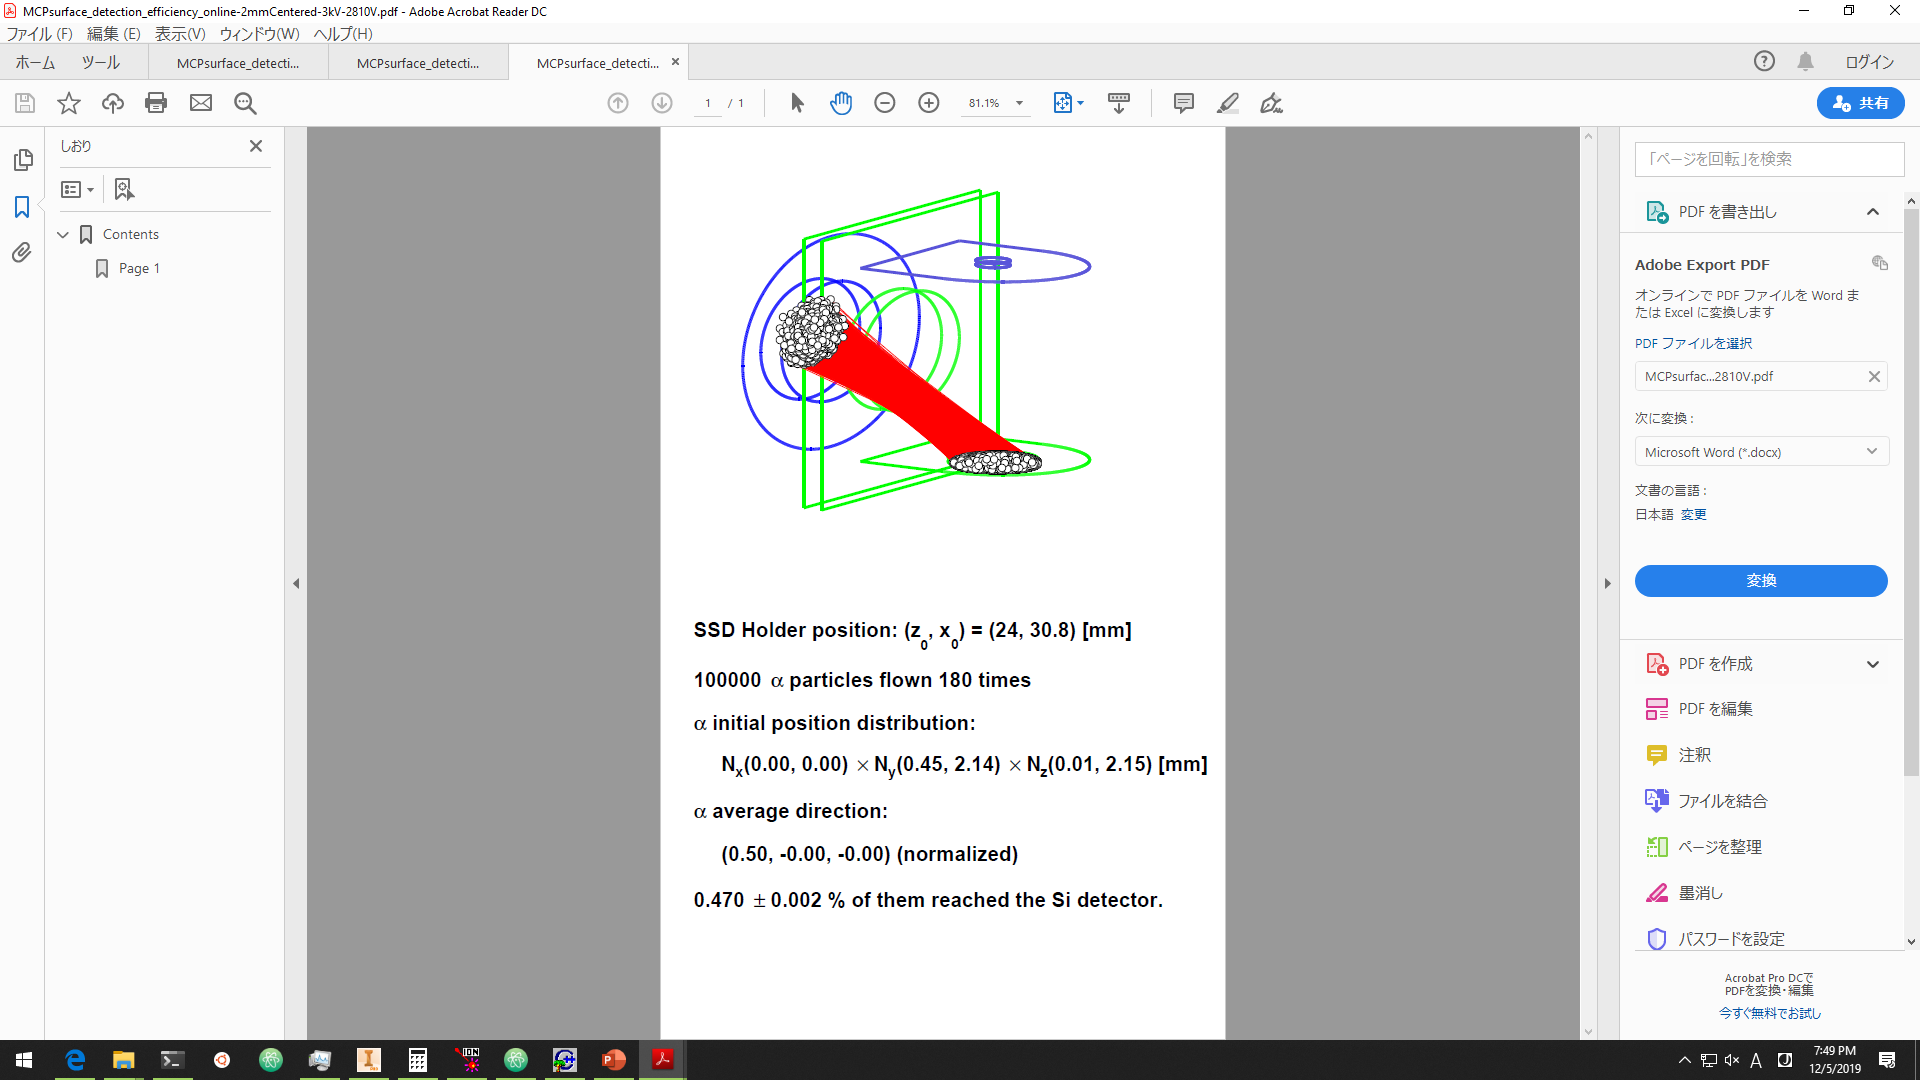 MCPsurface_detection_efficiency_online-2mmCentered-3kV-2810V.pdf - Adobe Acrobat Reader DC
ファイル (F) 編集 (E) 表示(V) ウィンドウ(W) ヘルプ(H)
ホーム ツール MCPsurface_detecti... MCPsurface_detecti... MCPsurface_detecti... ログイン
1 / 1 81.1% 共有
しおり
Contents
Page 1
SSD Holder position: (z0, x0) = (24, 30.8) [mm]
100000 α particles flown 180 times
α initial position distribution:
Nx(0.00, 0.00) × Ny(0.45, 2.14) × Nz(0.01, 2.15) [mm]
α average direction:
(0.50, -0.00, -0.00) (normalized)
0.470 ± 0.002 % of them reached the Si detector.
「ページを回転」を検索
PDF を書き出し
Adobe Export PDF
オンラインで PDF ファイルを Word ま
たは Excel に変換します
PDF ファイルを選択
MCPsurfac...2810V.pdf
次に変換 :
Microsoft Word (*.docx)
文書の言語 :
日本語 変更
変換
PDF を作成
PDF を編集
注釈
ファイルを結合
ページを整理
墨消し
パスワードを設定
Acrobat Pro DCで
PDFを変換・編集
今すぐ無料でお試し
ION
A J
7:49 PM
12/5/2019